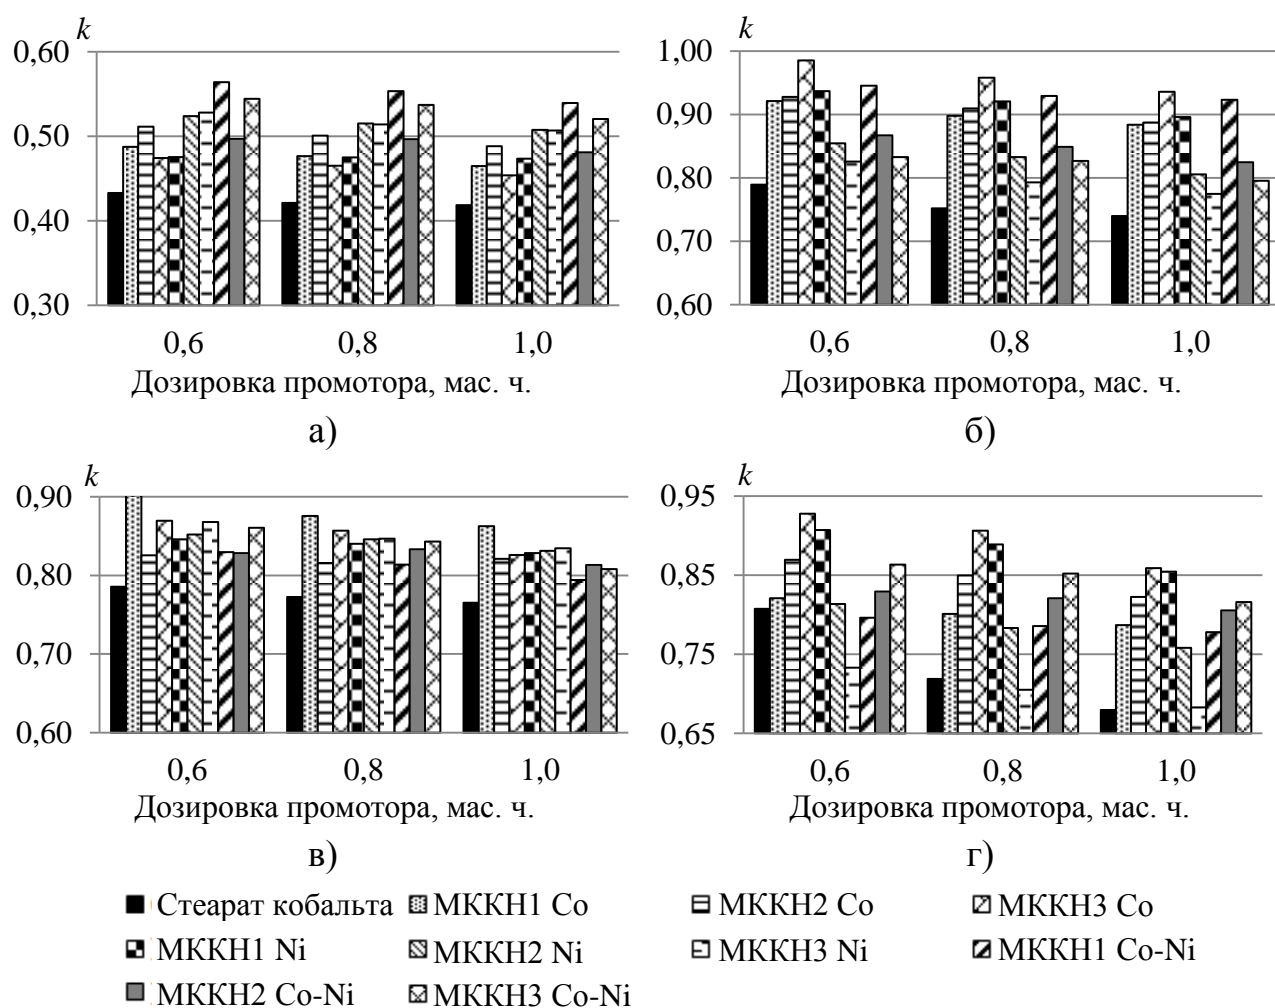 k
0,60
0,50
0,40
0,30
0,6 0,8 1,0
Дозировка промотора, мас. ч.
а)
k
1,00
0,90
0,80
0,70
0,60
0,6 0,8 1,0
Дозировка промотора, мас. ч.
б)
k
0,90
0,80
0,70
0,60
0,6 0,8 1,0
Дозировка промотора, мас. ч.
в)
k
0,95
0,85
0,75
0,65
0,6 0,8 1,0
Дозировка промотора, мас. ч.
г)
Стеарат кобальта МККН1 Co МККН2 Co МККН3 Co
МККН1 Ni МККН2 Ni МККН3 Ni МККН1 Co-Ni
МККН2 Co-Ni МККН3 Co-Ni